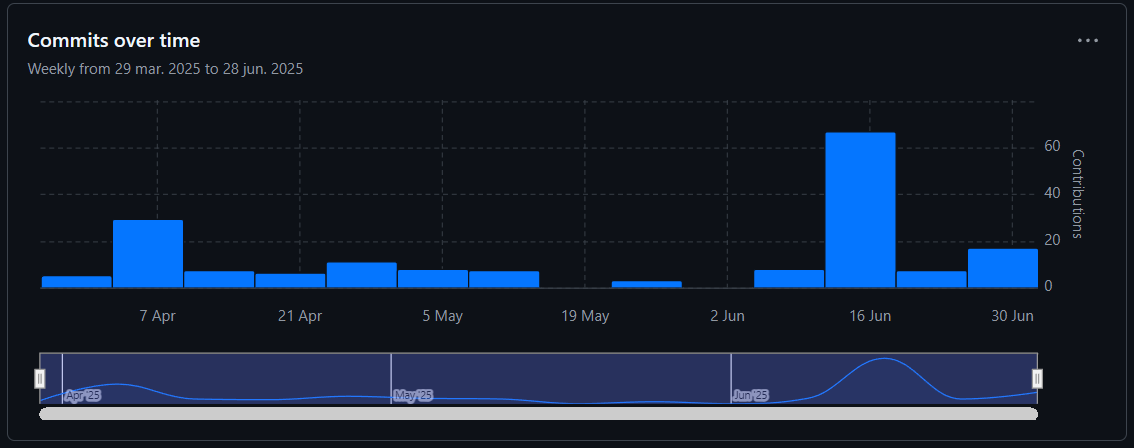 Commits over time
Weekly from 29 mar. 2025 to 28 jun. 2025
60
40
20
0
Contributions
7 Apr 21 Apr 5 May 19 May 2 Jun 16 Jun 30 Jun
Apr '25 May '25 Jun '25